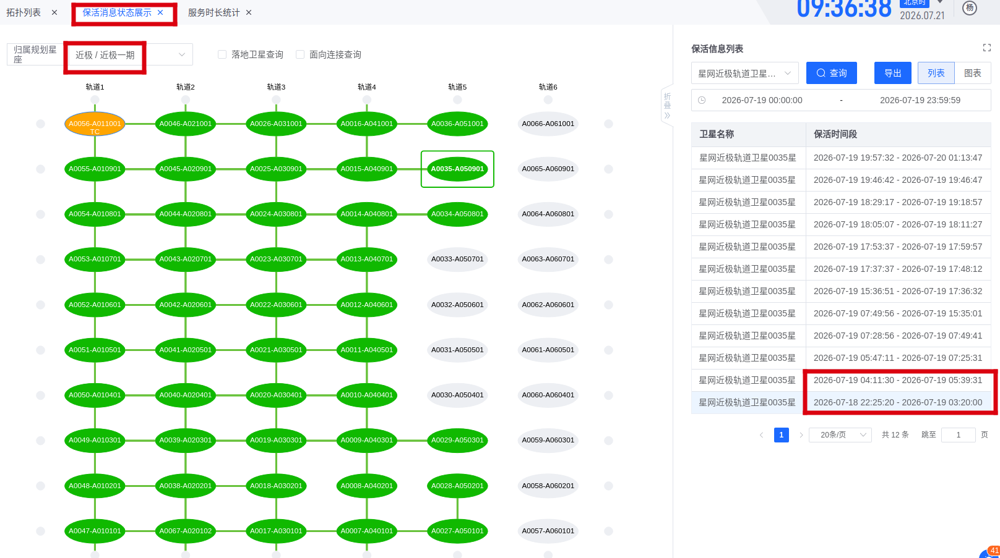 拓扑列表 ×
保活消息状态展示 ×
服务时长统计 ×
09:36:38
北京时
2026.07.21
杨
归属规划星座
近极 / 近极一期
落地卫星查询
面向连接查询
轨道1 轨道2 轨道3 轨道4 轨道5 轨道6
A0056-A011001 TC A0046-A021001 A0026-A031001 A0016-A041001 A0036-A051001 A0066-A061001
A0055-A010901 A0045-A020901 A0025-A030901 A0015-A040901 A0035-A050901 A0065-A060901
A0054-A010801 A0044-A020801 A0024-A030801 A0014-A040801 A0034-A050801 A0064-A060801
A0053-A010701 A0043-A020701 A0023-A030701 A0013-A040701 A0033-A050701 A0063-A060701
A0052-A010601 A0042-A020601 A0022-A030601 A0012-A040601 A0032-A050601 A0062-A060601
A0051-A010501 A0041-A020501 A0021-A030501 A0011-A040501 A0031-A050501 A0061-A060501
A0050-A010401 A0040-A020401 A0020-A030401 A0010-A040401 A0030-A050401 A0060-A060401
A0049-A010301 A0039-A020301 A0019-A030301 A0009-A040301 A0029-A050301 A0059-A060301
A0048-A010201 A0038-A020201 A0018-A030201 A0008-A040201 A0028-A050201 A0058-A060201
A0047-A010101 A0067-A020102 A0017-A030101 A0007-A040101 A0027-A050101 A0057-A060101
折叠
保活信息列表
星网近极轨道卫星... 查询 导出 列表 图表
2026-07-19 00:00:00 - 2026-07-19 23:59:59
卫星名称 保活时间段
星网近极轨道卫星0035星 2026-07-19 19:57:32 - 2026-07-20 01:13:47
星网近极轨道卫星0035星 2026-07-19 19:46:42 - 2026-07-19 19:46:47
星网近极轨道卫星0035星 2026-07-19 18:29:17 - 2026-07-19 19:18:57
星网近极轨道卫星0035星 2026-07-19 18:05:07 - 2026-07-19 18:11:27
星网近极轨道卫星0035星 2026-07-19 17:53:37 - 2026-07-19 17:59:57
星网近极轨道卫星0035星 2026-07-19 17:37:37 - 2026-07-19 17:48:12
星网近极轨道卫星0035星 2026-07-19 15:36:51 - 2026-07-19 17:36:32
星网近极轨道卫星0035星 2026-07-19 07:49:56 - 2026-07-19 15:35:01
星网近极轨道卫星0035星 2026-07-19 07:28:56 - 2026-07-19 07:49:41
星网近极轨道卫星0035星 2026-07-19 05:47:11 - 2026-07-19 07:25:31
星网近极轨道卫星0035星 2026-07-19 04:11:30 - 2026-07-19 05:39:31
星网近极轨道卫星0035星 2026-07-18 22:25:20 - 2026-07-19 03:20:00
1 20条/页 共 12 条 跳至 1 页
41